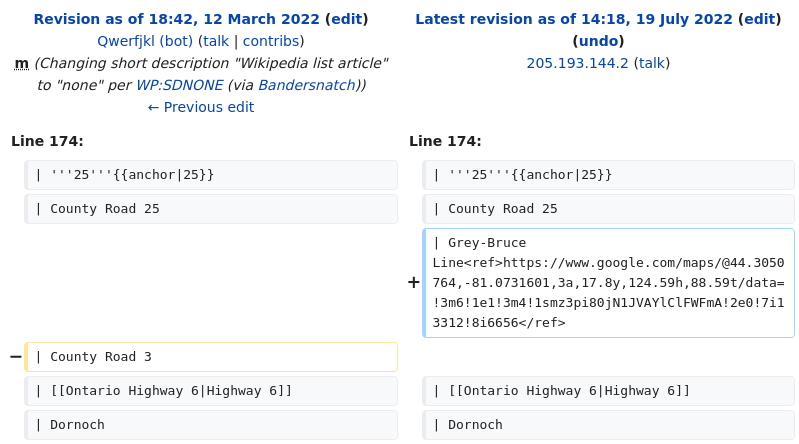 Revision as of 18:42, 12 March 2022 (edit)
Qwerfjkl (bot) (talk | contribs)
m (Changing short description "Wikipedia list article"
to "none" per WP:SDNONE (via Bandersnatch))
← Previous edit
Latest revision as of 14:18, 19 July 2022 (edit)
(undo)
205.193.144.2 (talk)
Line 174:
Line 174:
| '''25'''{{anchor|25}}
| '''25'''{{anchor|25}}
| County Road 25
| County Road 25
+
| Grey-Bruce
Line<ref>https://www.google.com/maps/@44.3050
764,-81.0731601,3a,17.8y,124.59h,88.59t/data=
!3m6!1e1!3m4!1smz3pi80jN1JVAYlClFWFmA!2e0!7i1
3312!8i6656</ref>
−
| County Road 3
| [[Ontario Highway 6|Highway 6]]
| [[Ontario Highway 6|Highway 6]]
| Dornoch
| Dornoch